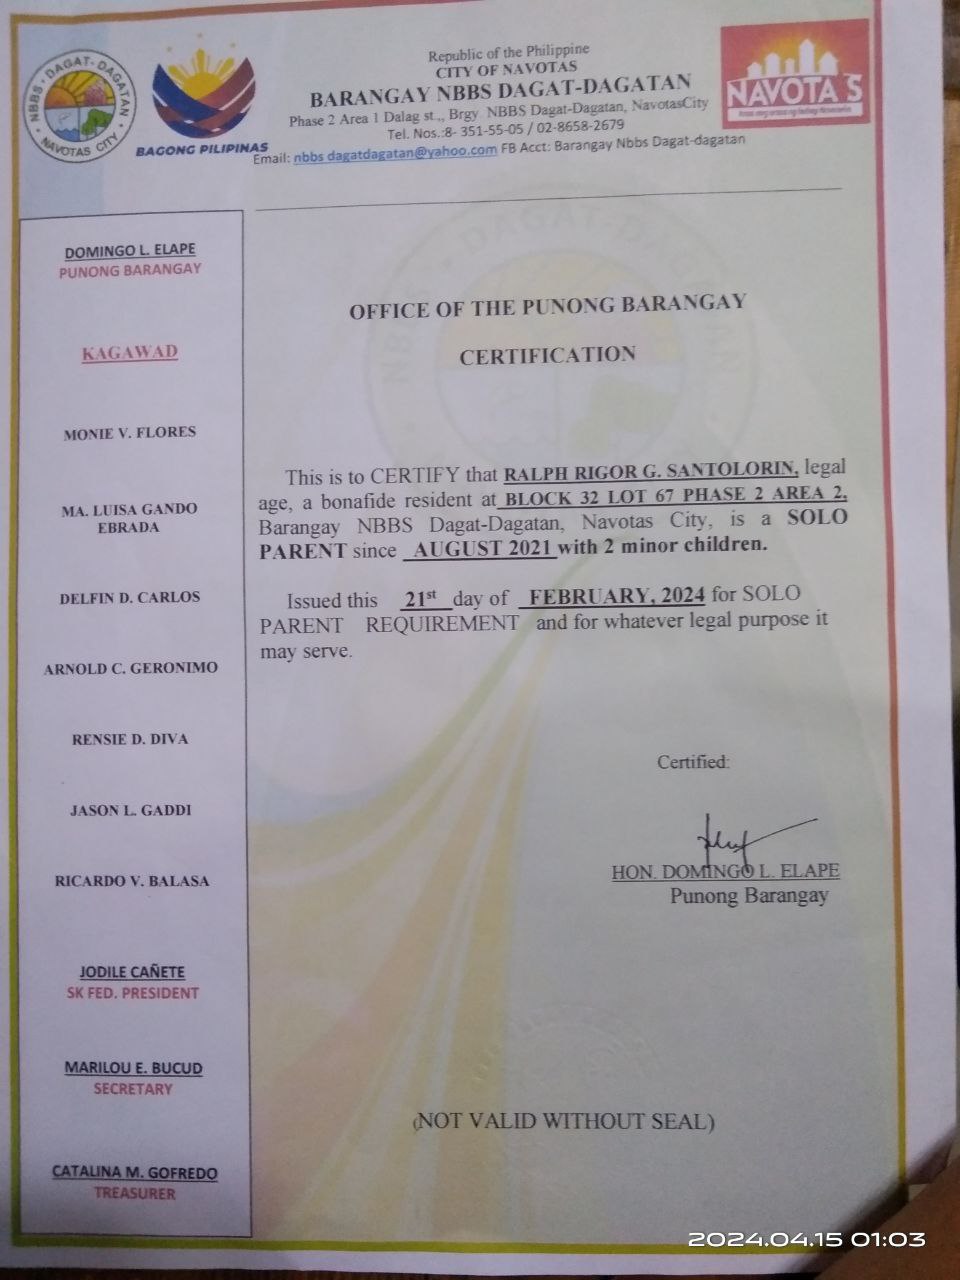 NBBS · DAGAT-DAGATAN · NAVOTAS CITY
BAGONG PILIPINAS
Republic of the Philippine
CITY OF NAVOTAS
BARANGAY NBBS DAGAT-DAGATAN
Phase 2 Area 1 Dalag st.,, Brgy. NBBS Dagat-Dagatan, NavotasCity
Tel. Nos.:8- 351-55-05 / 02-8658-2679
Email: nbbs dagatdagatan@yahoo.com FB Acct: Barangay Nbbs Dagat-dagatan
NAVOTA S
DOMINGO L. ELAPE
PUNONG BARANGAY
KAGAWAD
MONIE V. FLORES
MA. LUISA GANDO
EBRADA
DELFIN D. CARLOS
ARNOLD C. GERONIMO
RENSIE D. DIVA
JASON L. GADDI
RICARDO V. BALASA
JODILE CAÑETE
SK FED. PRESIDENT
MARILOU E. BUCUD
SECRETARY
CATALINA M. GOFREDO
TREASURER
OFFICE OF THE PUNONG BARANGAY
CERTIFICATION
This is to CERTIFY that RALPH RIGOR G. SANTOLORIN, legal
age, a bonafide resident at BLOCK 32 LOT 67 PHASE 2 AREA 2,
Barangay NBBS Dagat-Dagatan, Navotas City, is a SOLO
PARENT since AUGUST 2021 with 2 minor children.
Issued this 21st day of FEBRUARY, 2024 for SOLO
PARENT REQUIREMENT and for whatever legal purpose it
may serve.
Certified:
HON. DOMINGO L. ELAPE
Punong Barangay
(NOT VALID WITHOUT SEAL)
2024.04.15 01:03